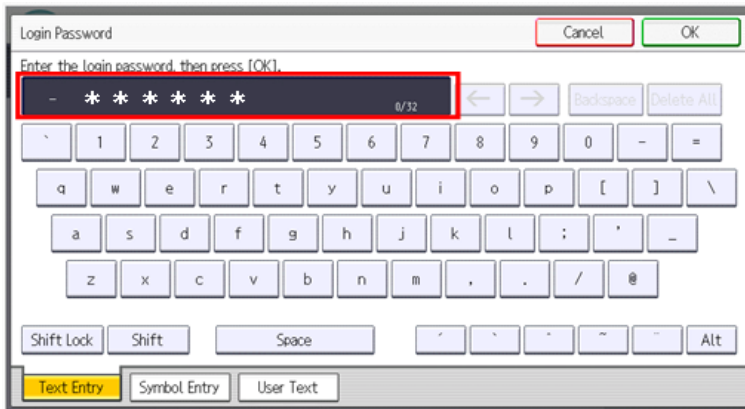 Login Password Cancel OK
Enter the login password, then press [OK].
- ****** 0/32 ← → Backspace Delete All
` 1 2 3 4 5 6 7 8 9 0 - =
q w e r t y u i o p [ ] \
a s d f g h j k l ; ' _
z x c v b n m , . / @
Shift Lock Shift Space ´ ` ^ ~ ¨ Alt
Text Entry Symbol Entry User Text